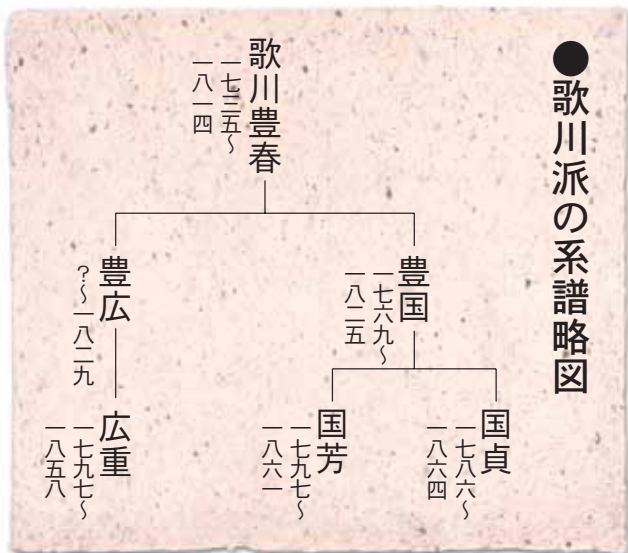 ●歌川派の系譜略図
歌川豊春
一七三五〜
一八一四
豊国
一七六九〜
一八二五
豊広
?〜一八二九
国貞
一七八六〜
一八六四
国芳
一七九七〜
一八六一
広重
一七九七〜
一八五八